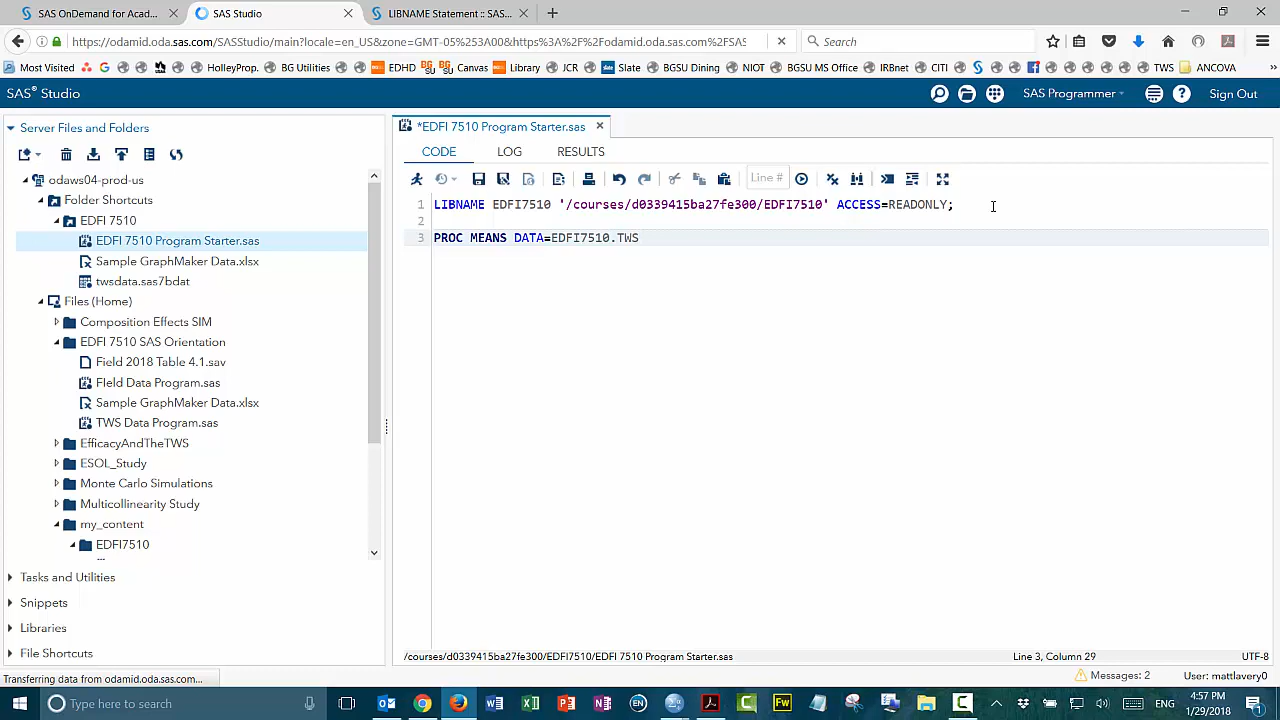 SAS OnDemand for Acade...
SAS Studio
LIBNAME Statement :: SAS...
https://odamid.oda.sas.com/SASStudio/main?locale=en_US&zone=GMT-05%253A00&https%3A%2F%2Fodamid.oda.sas.com%2FSAS
Search
Most Visited
HolleyProp.
BG Utilities
EDHD
Canvas
Library
JCR
Slate
BGSU Dining
NIOT
BGSU MS Office
IRBnet
CITI
TWS
ANCOVA
SAS® Studio
SAS Programmer
Sign Out
Server Files and Folders
*EDFI 7510 Program Starter.sas
CODE
LOG
RESULTS
Line #
odaws04-prod-us
Folder Shortcuts
EDFI 7510
EDFI 7510 Program Starter.sas
Sample GraphMaker Data.xlsx
twsdata.sas7bdat
Files (Home)
Composition Effects SIM
EDFI 7510 SAS Orientation
Field 2018 Table 4.1.sav
FIeld Data Program.sas
Sample GraphMaker Data.xlsx
TWS Data Program.sas
EfficacyAndTheTWS
ESOL_Study
Monte Carlo Simulations
Multicollinearity Study
my_content
EDFI7510
Tasks and Utilities
Snippets
Libraries
File Shortcuts
1 LIBNAME EDFI7510 '/courses/d0339415ba27fe300/EDFI7510' ACCESS=READONLY;
2
3 PROC MEANS DATA=EDFI7510.TWS
/courses/d0339415ba27fe300/EDFI7510/EDFI 7510 Program Starter.sas
Line 3, Column 29
UTF-8
Transferring data from odamid.oda.sas.com...
Messages: 2
User: mattlavery0
Type here to search
4:57 PM
1/29/2018